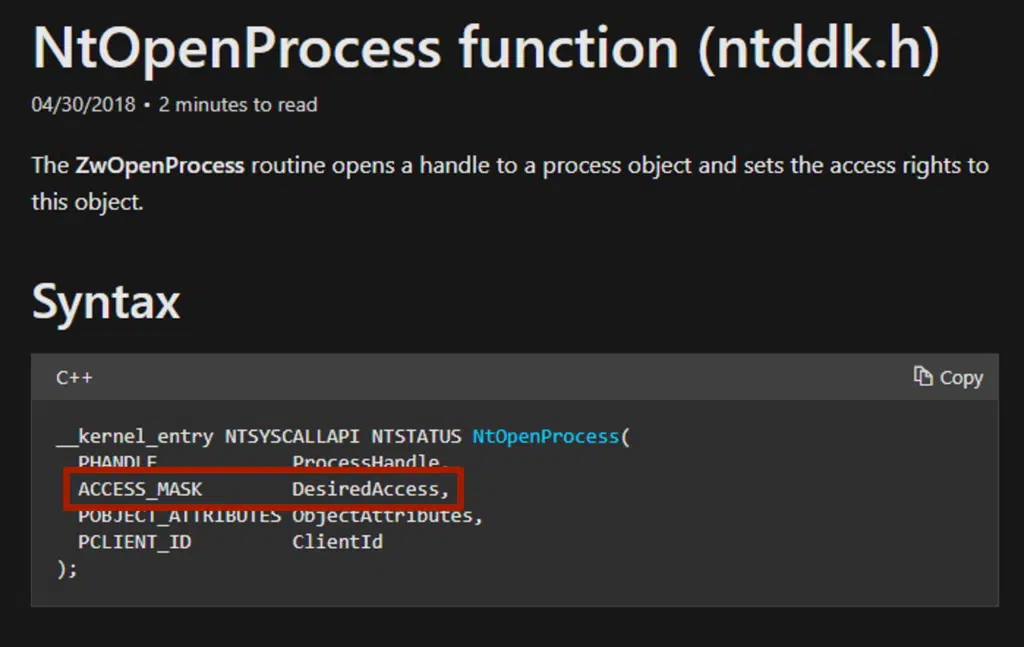 NtOpenProcess function (ntddk.h)
04/30/2018 • 2 minutes to read
The ZwOpenProcess routine opens a handle to a process object and sets the access rights to
this object.
Syntax
C++ Copy
__kernel_entry NTSYSCALLAPI NTSTATUS NtOpenProcess(
  PHANDLE            ProcessHandle,
  ACCESS_MASK        DesiredAccess,
  POBJECT_ATTRIBUTES ObjectAttributes,
  PCLIENT_ID         ClientId
);